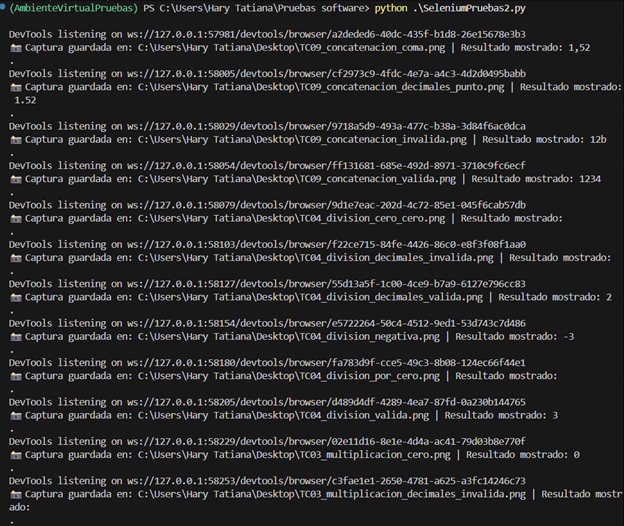 (AmbienteVirtualPruebas) PS C:\Users\Hary Tatiana\Pruebas software> python .\SeleniumPruebas2.py
DevTools listening on ws://127.0.0.1:57981/devtools/browser/a2deded6-40dc-435f-b1d8-26e15678e3b3
Captura guardada en: C:\Users\Hary Tatiana\Desktop\TC09_concatenacion_coma.png | Resultado mostrado: 1,52
.
DevTools listening on ws://127.0.0.1:58005/devtools/browser/cf2973c9-4fdc-4e7a-a4c3-4d2d0495babb
Captura guardada en: C:\Users\Hary Tatiana\Desktop\TC09_concatenacion_decimales_punto.png | Resultado mostrado:
1.52
.
DevTools listening on ws://127.0.0.1:58029/devtools/browser/9718a5d9-493a-477c-b38a-3d84f6ac0dca
Captura guardada en: C:\Users\Hary Tatiana\Desktop\TC09_concatenacion_invalida.png | Resultado mostrado: 12b
.
DevTools listening on ws://127.0.0.1:58054/devtools/browser/ff131681-685e-492d-8971-3710c9fc6ecf
Captura guardada en: C:\Users\Hary Tatiana\Desktop\TC09_concatenacion_valida.png | Resultado mostrado: 1234
.
DevTools listening on ws://127.0.0.1:58079/devtools/browser/9d1e7eac-202d-4c72-85e1-045f6cab57db
Captura guardada en: C:\Users\Hary Tatiana\Desktop\TC04_division_cero_cero.png | Resultado mostrado:
.
DevTools listening on ws://127.0.0.1:58103/devtools/browser/f22ce715-84fe-4426-86c0-e8f3f08f1aa0
Captura guardada en: C:\Users\Hary Tatiana\Desktop\TC04_division_decimales_invalida.png | Resultado mostrado:
.
DevTools listening on ws://127.0.0.1:58127/devtools/browser/55d13a5f-1c00-4ce9-b7a9-6127e796cc83
Captura guardada en: C:\Users\Hary Tatiana\Desktop\TC04_division_decimales_valida.png | Resultado mostrado: 2
.
DevTools listening on ws://127.0.0.1:58154/devtools/browser/e5722264-50c4-4512-9ed1-53d743c7d486
Captura guardada en: C:\Users\Hary Tatiana\Desktop\TC04_division_negativa.png | Resultado mostrado: -3
.
DevTools listening on ws://127.0.0.1:58180/devtools/browser/fa783d9f-cce5-49c3-8b08-124ec66f44e1
Captura guardada en: C:\Users\Hary Tatiana\Desktop\TC04_division_por_cero.png | Resultado mostrado:
.
DevTools listening on ws://127.0.0.1:58205/devtools/browser/d489d4df-4289-4ea7-87fd-0a230b144765
Captura guardada en: C:\Users\Hary Tatiana\Desktop\TC04_division_valida.png | Resultado mostrado: 3
.
DevTools listening on ws://127.0.0.1:58229/devtools/browser/02e11d16-8e1e-4d4a-ac41-79d03b8e770f
Captura guardada en: C:\Users\Hary Tatiana\Desktop\TC03_multiplicacion_cero.png | Resultado mostrado: 0
.
DevTools listening on ws://127.0.0.1:58253/devtools/browser/c3fae1e1-2650-4781-a625-a3fc14246c73
Captura guardada en: C:\Users\Hary Tatiana\Desktop\TC03_multiplicacion_decimales_invalida.png | Resultado mostr
ado:
.